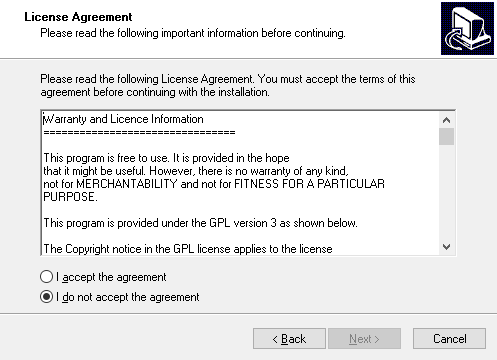 License Agreement
Please read the following important information before continuing.
Please read the following License Agreement. You must accept the terms of this
agreement before continuing with the installation.
Warranty and Licence Information
================================
This program is free to use. It is provided in the hope
that it might be useful. However, there is no warranty of any kind,
not for MERCHANTABILITY and not for FITNESS FOR A PARTICULAR
PURPOSE.
This program is provided under the GPL version 3 as shown below.
The Copyright notice in the GPL license applies to the license
I accept the agreement
I do not accept the agreement
< Back
Next >
Cancel